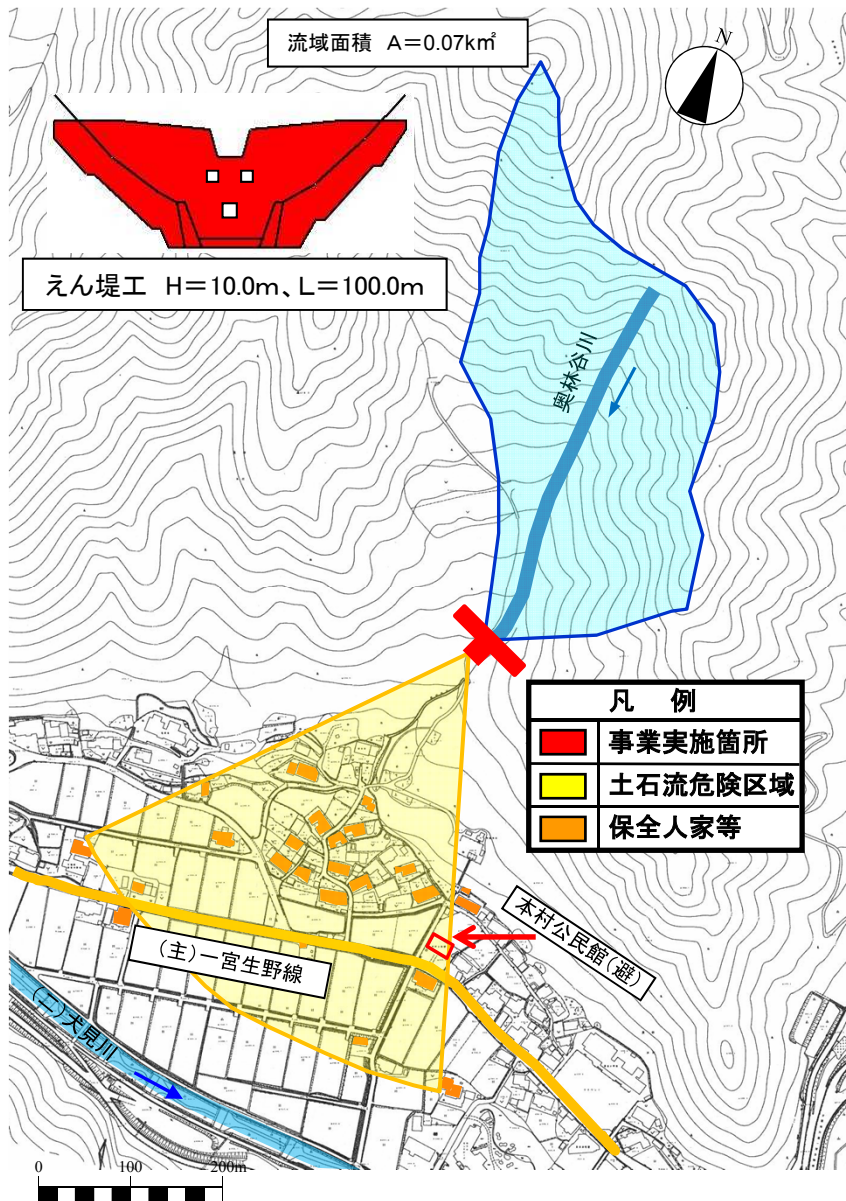 流域面積 A=0.07km²
N
えん堤工 H=10.0m、L=100.0m
奥林谷川
凡 例
事業実施箇所
土石流危険区域
保全人家等
本村公民館(避)
(主)一宮生野線
(二)犬見川
0 100 200m